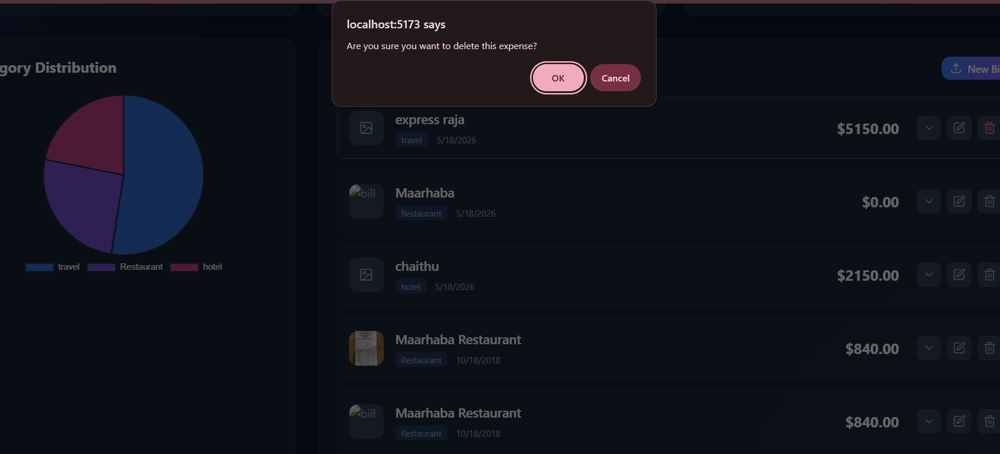 localhost:5173 says
Are you sure you want to delete this expense?
OK
Cancel
gory Distribution
travel
Restaurant
hotel
New Bi
express raja
travel
5/18/2026
$5150.00
bill
Maarhaba
Restaurant
5/18/2026
$0.00
chaithu
hotel
5/18/2026
$2150.00
Maarhaba Restaurant
Restaurant
10/18/2018
$840.00
bill
Maarhaba Restaurant
Restaurant
10/18/2018
$840.00